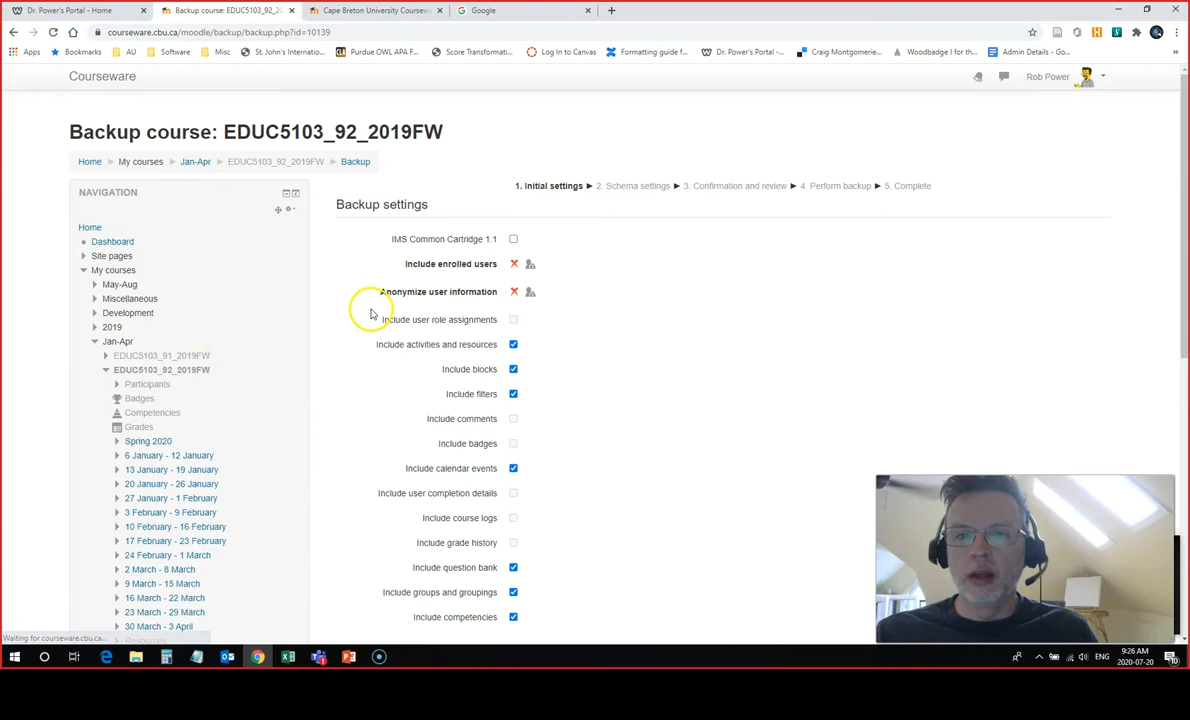 Dr. Power's Portal - Home
Backup course: EDUC5103_92_20
Cape Breton University Coursew
Google
courseware.cbu.ca/moodle/backup/backup.php?id=10139
Apps
AU
Software
Misc
St. John's Internatio...
Purdue OWL APA F...
Score Transformati...
Log In to Canvas
Formatting guide f...
Dr. Power's Portal -...
Craig Montgomerie...
Woodbadge I for th...
Admin Details - Go...
Courseware
Rob Power
Backup course: EDUC5103_92_2019FW
Home
My courses
Jan-Apr
EDUC5103_92_2019FW
Backup
NAVIGATION
Home
Dashboard
Site pages
My courses
May-Aug
Miscellaneous
Development
2019
Jan-Apr
EDUC5103_91_2019FW
EDUC5103_92_2019FW
Participants
Badges
Competencies
Grades
Spring 2020
6 January - 12 January
13 January - 19 January
20 January - 26 January
27 January - 1 February
3 February - 9 February
10 February - 16 February
17 February - 23 February
24 February - 1 March
2 March - 8 March
9 March - 15 March
16 March - 22 March
23 March - 29 March
30 March - 3 April
Resources
1. Initial settings ► 2. Schema settings ► 3. Confirmation and review ► 4. Perform backup ► 5. Complete
Backup settings
IMS Common Cartridge 1.1
Include enrolled users
Anonymize user information
Include user role assignments
Include activities and resources
Include blocks
Include filters
Include comments
Include badges
Include calendar events
Include user completion details
Include course logs
Include grade history
Include question bank
Include groups and groupings
Include competencies
Waiting for courseware.cbu.ca...
ENG
9:26 AM
2020-07-20